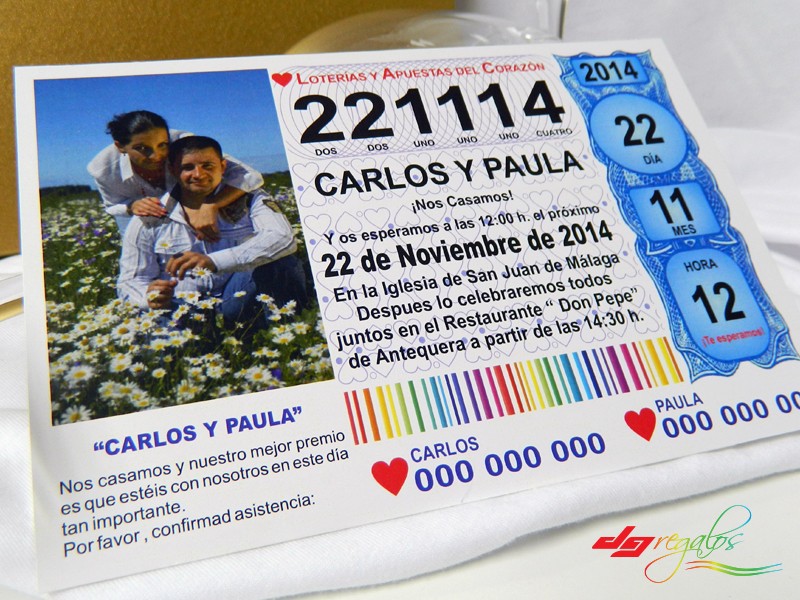 LOTERÍAS Y APUESTAS DEL CORAZÓN
221114
DOS DOS UNO UNO UNO CUATRO
CARLOS Y PAULA
¡Nos Casamos!
Y os esperamos a las 12:00 h. el próximo
22 de Noviembre de 2014
En la Iglesia de San Juan de Málaga
Despues lo celebraremos todos
juntos en el Restaurante “ Don Pepe”
de Antequera a partir de las 14:30 h.
2014
22
DÍA
11
MES
HORA
12
¡Te esperamos!
“CARLOS Y PAULA”
Nos casamos y nuestro mejor premio
es que estéis con nosotros en este día
tan importante.
Por favor , confirmad asistencia:
CARLOS
000 000 000
PAULA
000 000 00
dg regalos